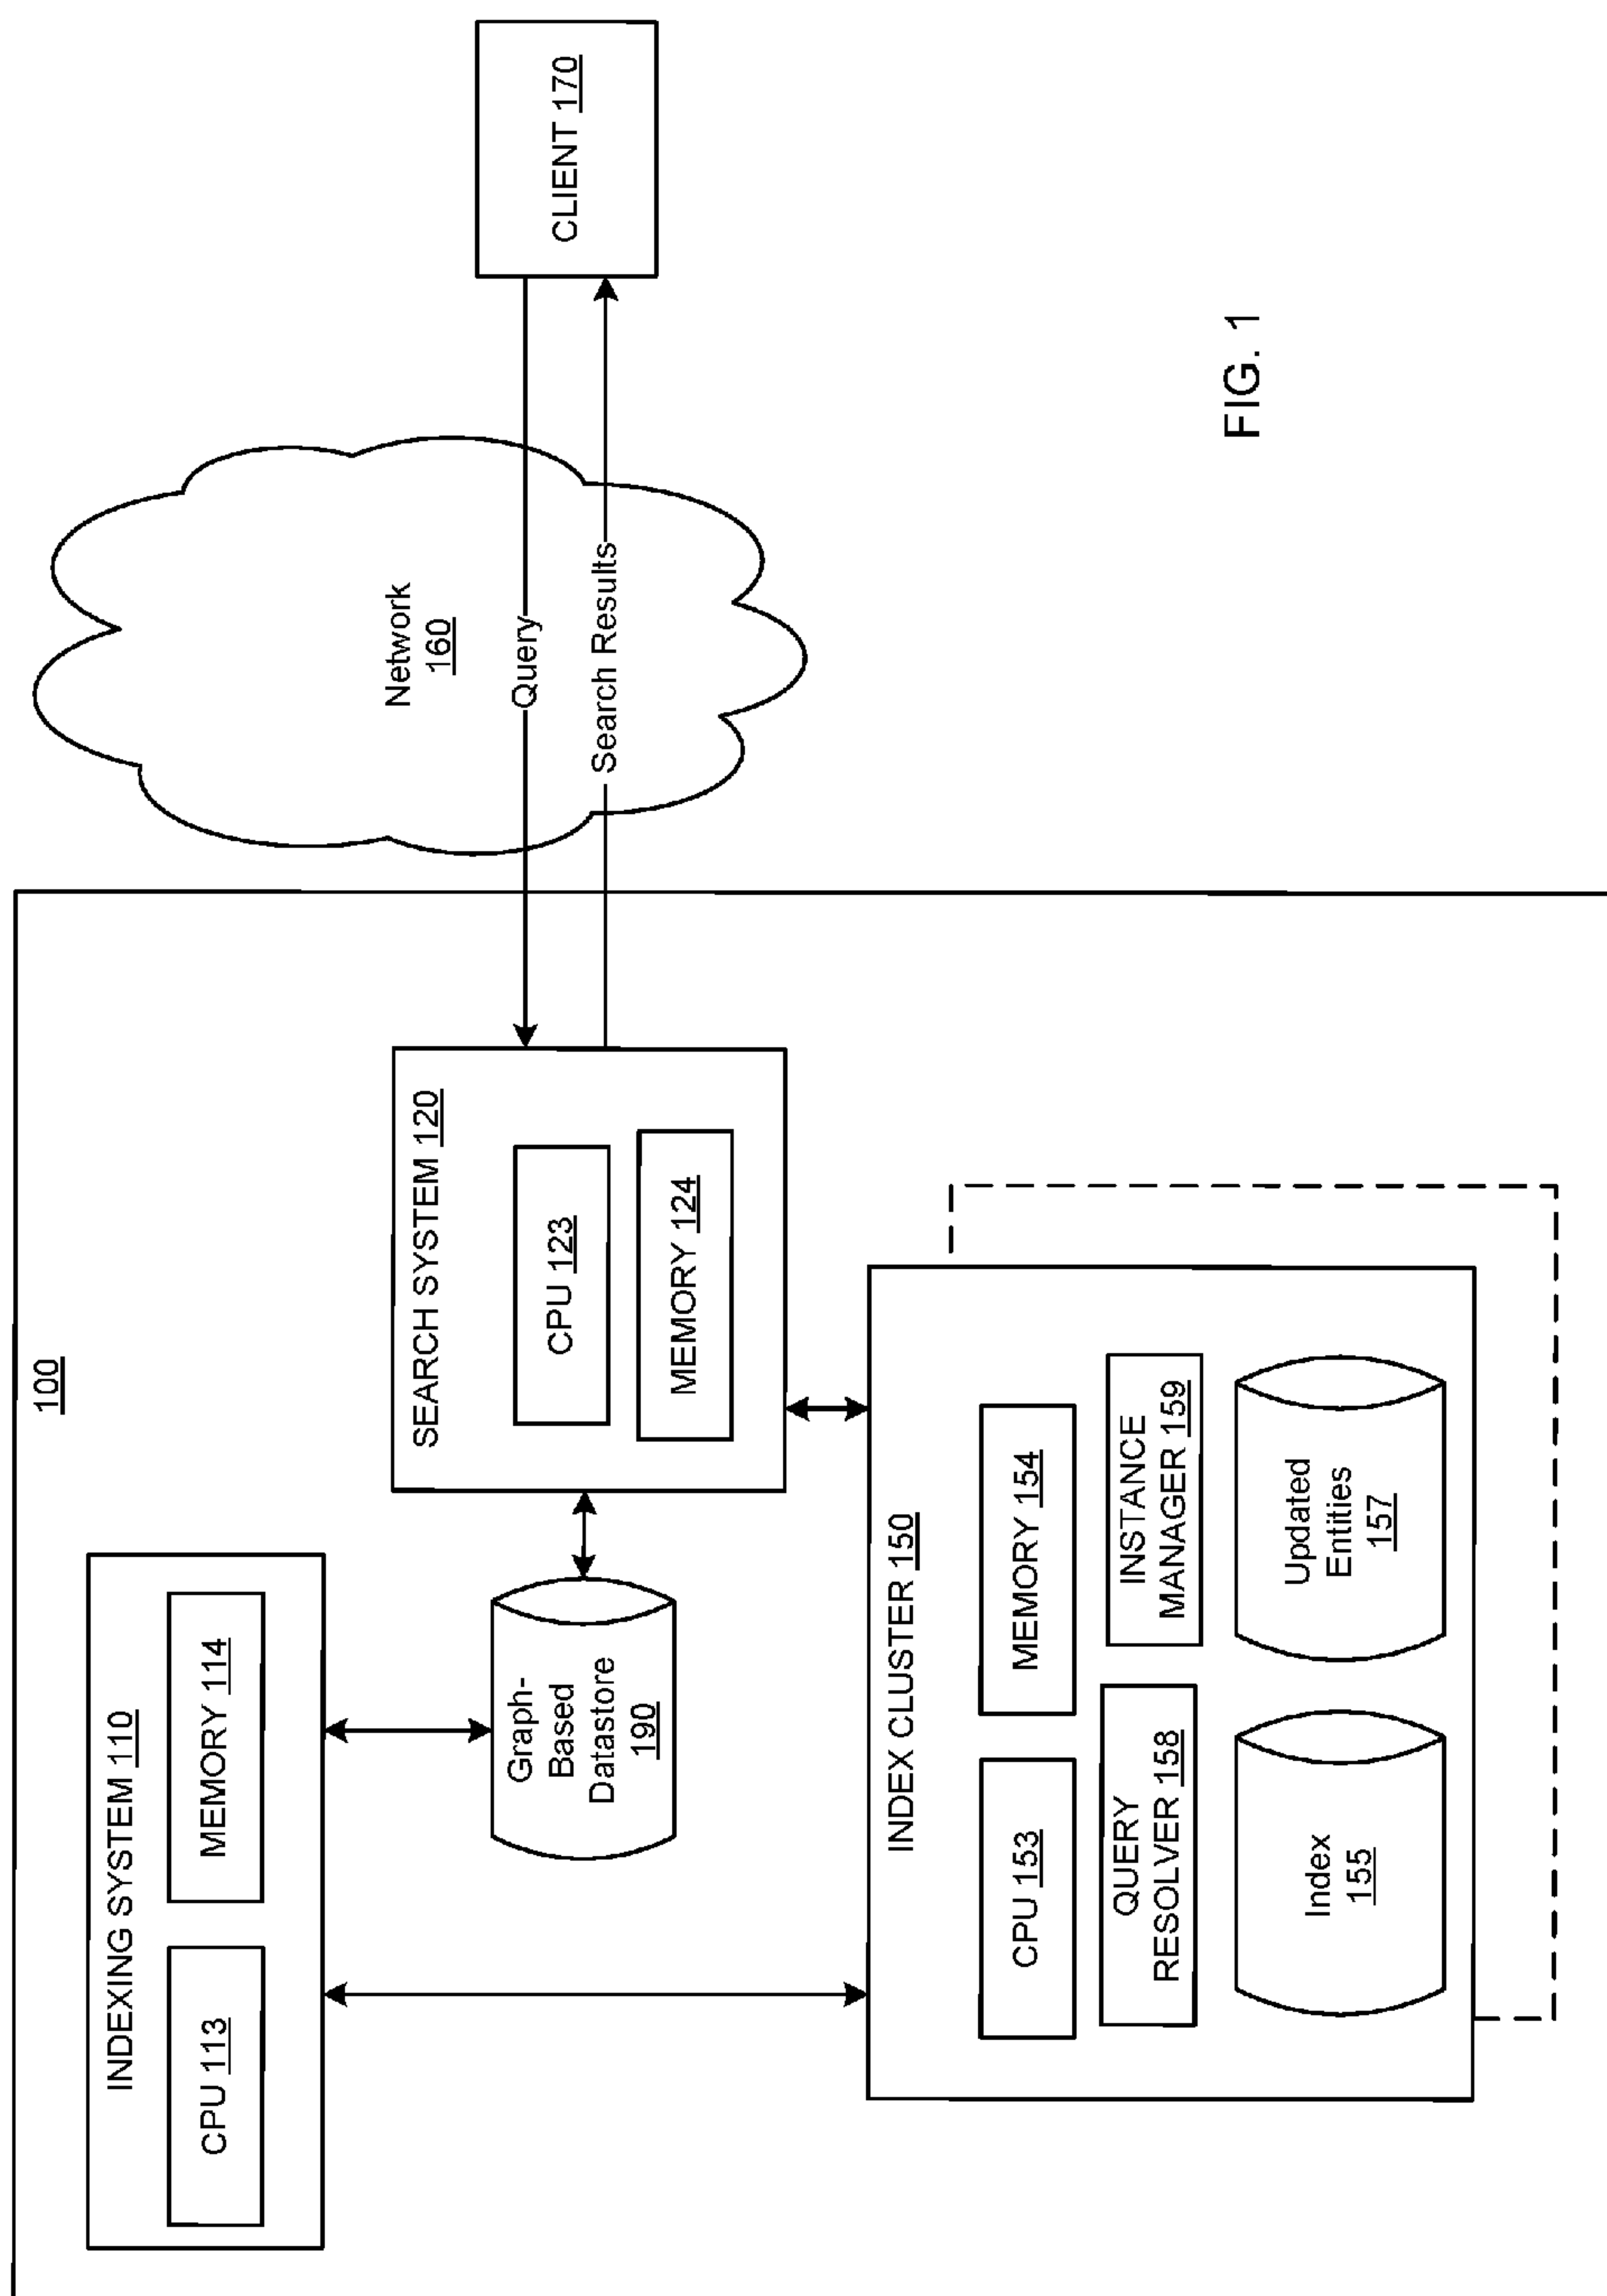 100
INDEXING SYSTEM 110
CPU 113
MEMORY 114
Graph-
Based
Datastore
190
SEARCH SYSTEM 120
CPU 123
MEMORY 124
Network
160
Query
Search Results
CLIENT 170
INDEX CLUSTER 150
CPU 153
MEMORY 154
QUERY
RESOLVER 158
INSTANCE
MANAGER 159
Index
155
Updated
Entities
157
FIG. 1